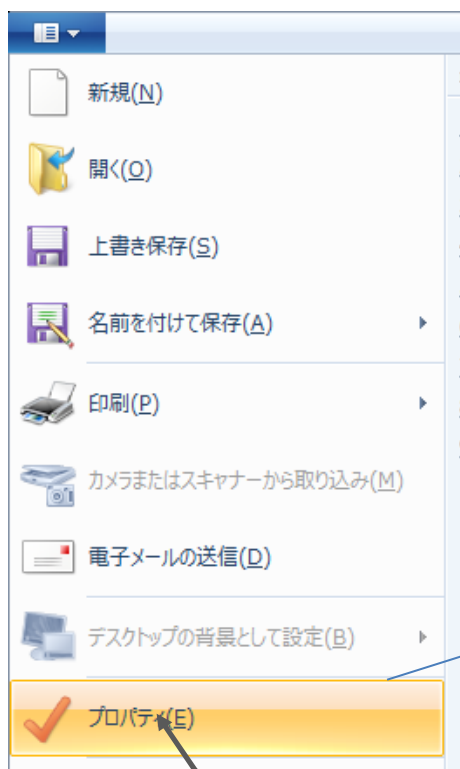 新規(N)
開く(O)
上書き保存(S)
名前を付けて保存(A)
印刷(P)
カメラまたはスキャナーから取り込み(M)
電子メールの送信(D)
デスクトップの背景として設定(B)
プロパティ(E)